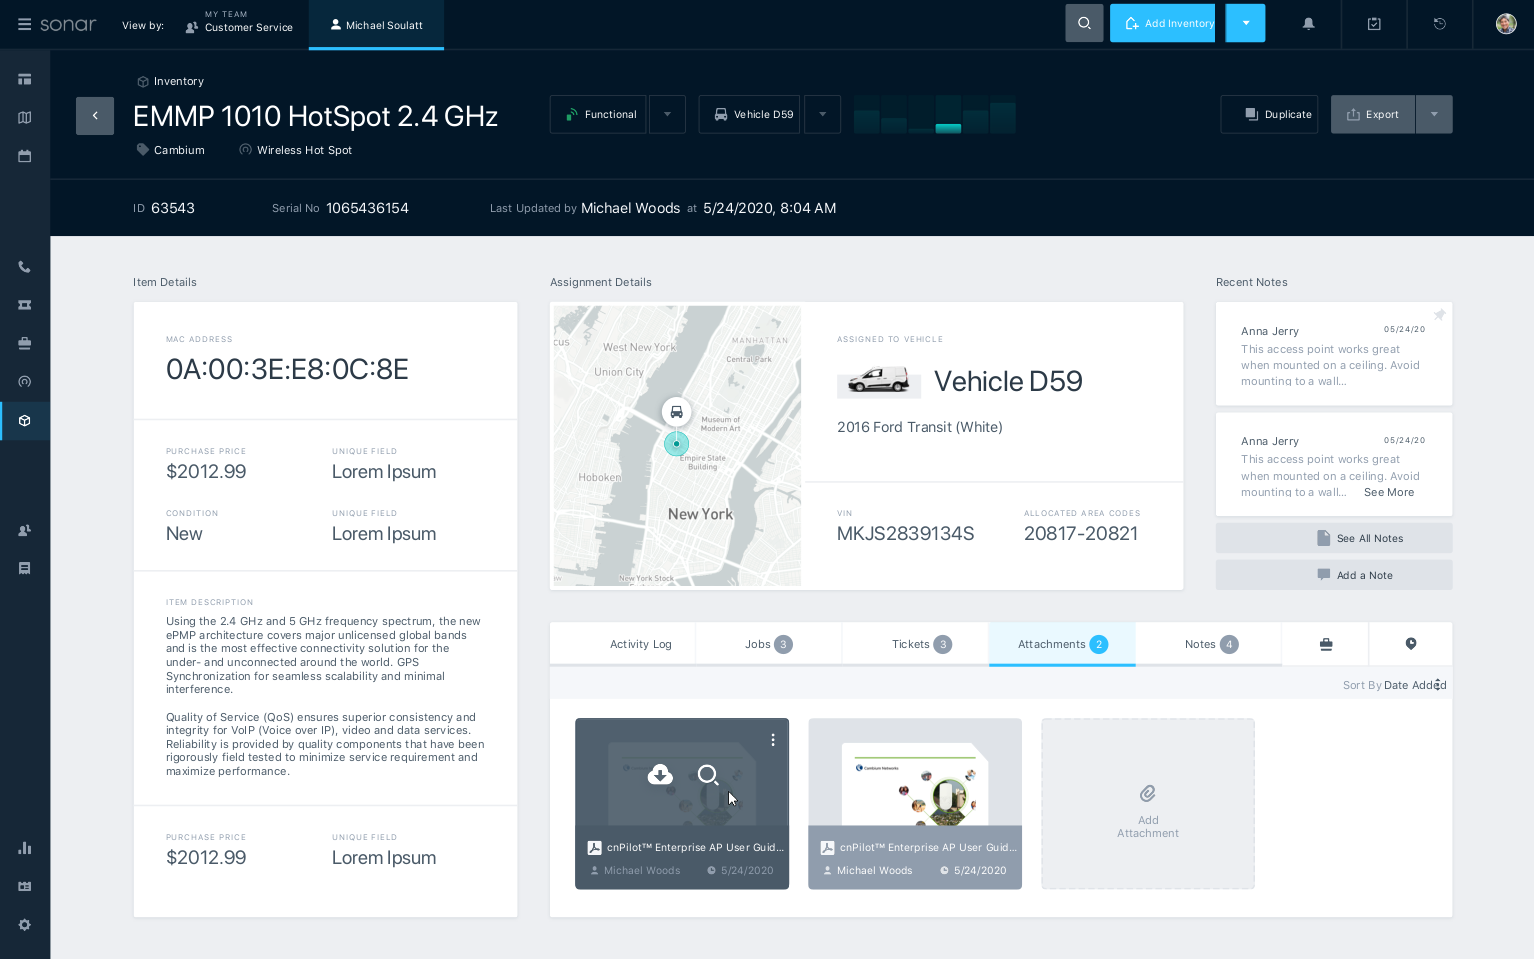 sonar
View by:
MY TEAM
Customer Service
Michael Soulatt
Add Inventory
Inventory
EMMP 1010 HotSpot 2.4 GHz
Cambium
Wireless Hot Spot
Functional
Vehicle D59
Duplicate
Export
ID 63543
Serial No 1065436154
Last Updated by Michael Woods at 5/24/2020, 8:04 AM
Item Details
MAC ADDRESS
0A:00:3E:E8:0C:8E
PURCHASE PRICE
$2012.99
UNIQUE FIELD
Lorem Ipsum
CONDITION
New
UNIQUE FIELD
Lorem Ipsum
ITEM DESCRIPTION
Using the 2.4 GHz and 5 GHz frequency spectrum, the new
ePMP architecture covers major unlicensed global bands
and is the most effective connectivity solution for the
under- and unconnected around the world. GPS
Synchronization for seamless scalability and minimal
interference.
Quality of Service (QoS) ensures superior consistency and
integrity for VoIP (Voice over IP), video and data services.
Reliability is provided by quality components that have been
rigorously field tested to minimize service requirement and
maximize performance.
PURCHASE PRICE
$2012.99
UNIQUE FIELD
Lorem Ipsum
Assignment Details
cus
West New York
MANHATTAN
Central Park
Union City
Museum of
Modern Art
Empire State
Building
Hoboken
New York
New York Stock
ASSIGNED TO VEHICLE
Vehicle D59
2016 Ford Transit (White)
VIN
MKJS2839134S
ALLOCATED AREA CODES
20817-20821
Recent Notes
Anna Jerry
05/24/20
This access point works great
when mounted on a ceiling. Avoid
mounting to a wall...
Anna Jerry
05/24/20
This access point works great
when mounted on a ceiling. Avoid
mounting to a wall... See More
See All Notes
Add a Note
Activity Log
Jobs 3
Tickets 3
Attachments 2
Notes 4
Sort By Date Added
cnPilot™ Enterprise AP User Guid...
Michael Woods
5/24/2020
Cambium Networks
cnPilot™ Enterprise AP User Guid...
Michael Woods
5/24/2020
Add
Attachment